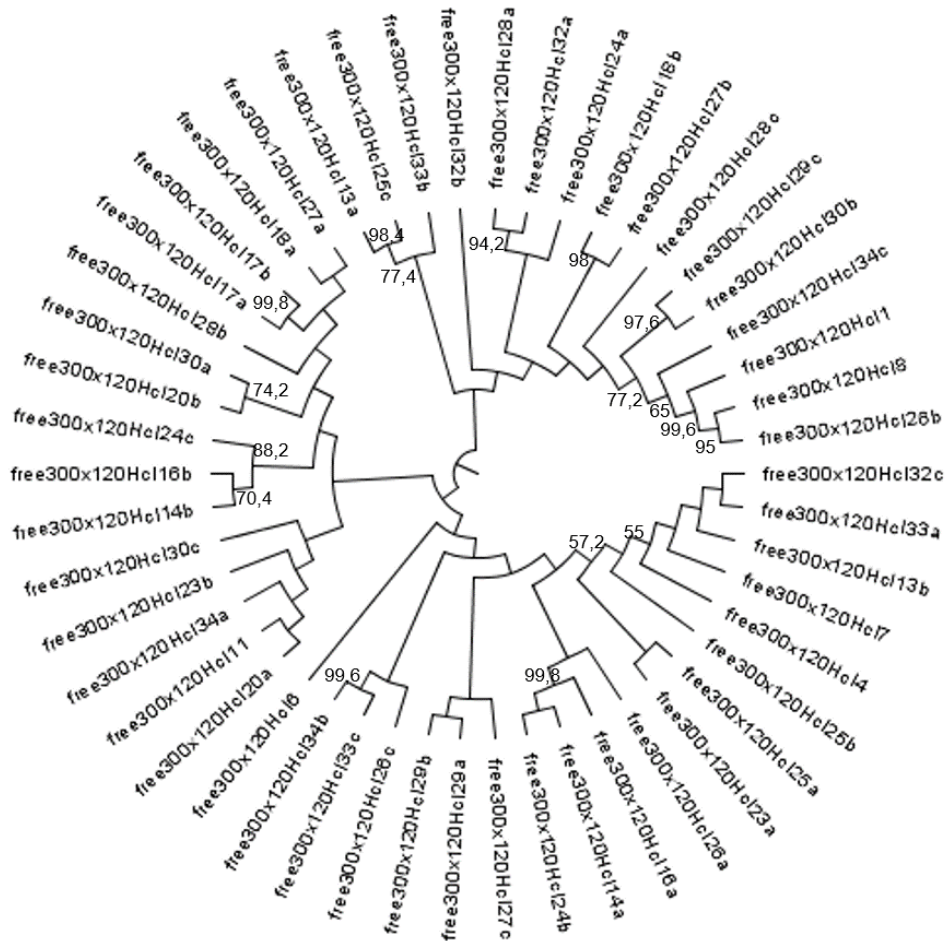 free300x120Hcl28a
free300x120Hcl32a
free300x120Hcl24a
free300x120Hcl18b
free300x120Hcl27b
free300x120Hcl28c
free300x120Hcl29c
free300x120Hcl30b
free300x120Hcl34c
free300x120Hcl1
free300x120Hcl8
free300x120Hcl26b
free300x120Hcl32c
free300x120Hcl33a
free300x120Hcl13b
free300x120Hcl7
free300x120Hcl4
free300x120Hcl25b
free300x120Hcl25a
free300x120Hcl23a
free300x120Hcl26a
free300x120Hcl16a
free300x120Hcl14a
free300x120Hcl24b
free300x120Hcl27c
free300x120Hcl29a
free300x120Hcl29b
free300x120Hcl26c
free300x120Hcl33c
free300x120Hcl34b
free300x120Hcl6
free300x120Hcl20a
free300x120Hcl11
free300x120Hcl34a
free300x120Hcl23b
free300x120Hcl30c
free300x120Hcl14b
free300x120Hcl16b
free300x120Hcl24c
free300x120Hcl20b
free300x120Hcl30a
free300x120Hcl28b
free300x120Hcl17a
free300x120Hcl17b
free300x120Hcl18a
free300x120Hcl27a
free300x120Hcl13a
free300x120Hcl25c
free300x120Hcl33b
free300x120Hcl32b
94,2
98
97,6
77,2
65
99,6
95
55
57,2
99,8
99,6
70,4
88,2
74,2
99,8
98,4
77,4